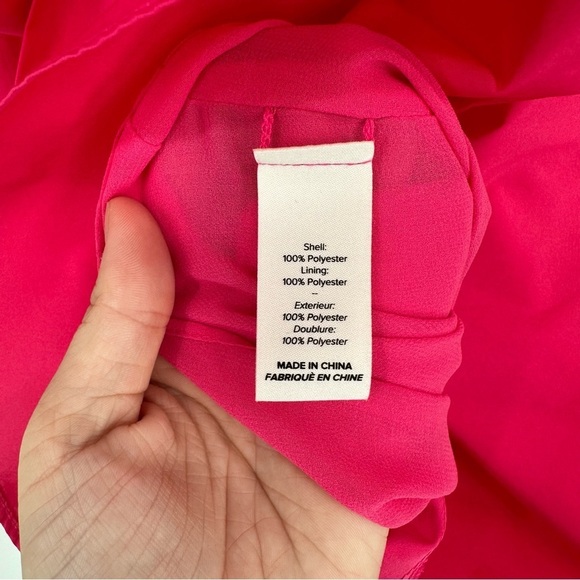 Shell:
100% Polyester
Lining:
100% Polyester
–
Exterieur:
100% Polyester
Doublure:
100% Polyester
MADE IN CHINA
FABRIQUÈ EN CHINE